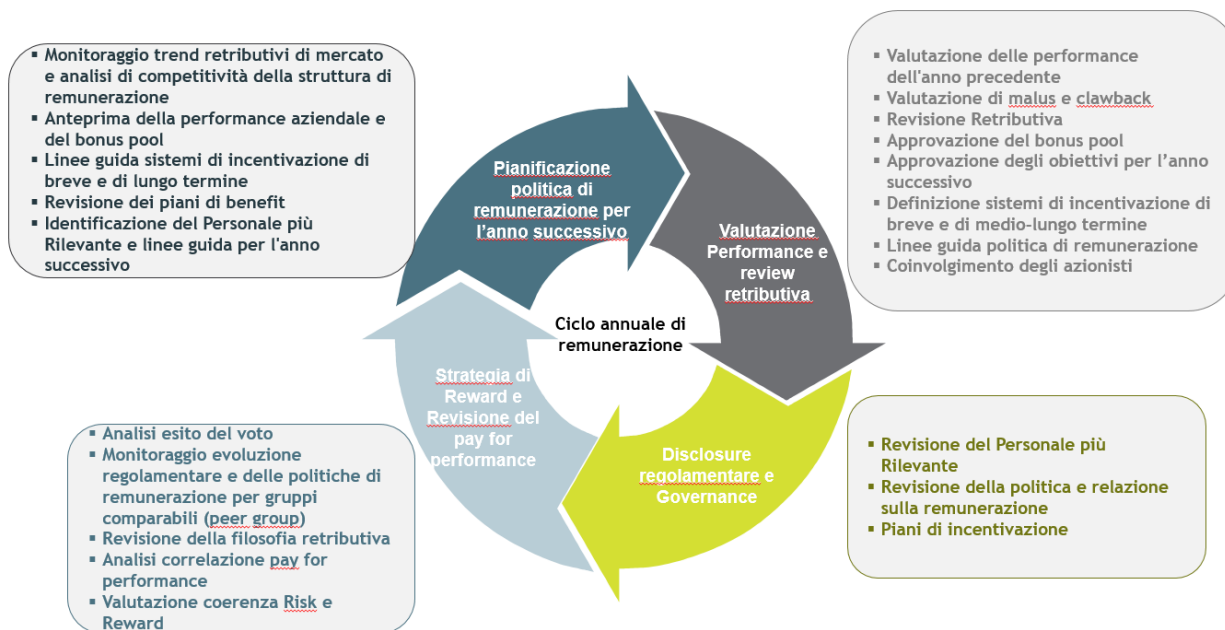 ▪ Monitoraggio trend retributivi di mercato
e analisi di competitività della struttura di
remunerazione
▪ Anteprima della performance aziendale e
del bonus pool
▪ Linee guida sistemi di incentivazione di
breve e di lungo termine
▪ Revisione dei piani di benefit
▪ Identificazione del Personale più
Rilevante e linee guida per l'anno
successivo
Pianificazione
politica di
remunerazione per
l’anno successivo
▪ Valutazione delle performance
dell'anno precedente
▪ Valutazione di malus e clawback
▪ Revisione Retributiva
▪ Approvazione del bonus pool
▪ Approvazione degli obiettivi per l’anno
successivo
▪ Definizione sistemi di incentivazione di
breve e di medio-lungo termine
▪ Linee guida politica di remunerazione
▪ Coinvolgimento degli azionisti
Valutazione
Performance e
review
retributiva
Ciclo annuale di
remunerazione
Strategia di
Reward e
Revisione del
pay for
performance
Disclosure
regolamentare e
Governance
▪ Analisi esito del voto
▪ Monitoraggio evoluzione
regolamentare e delle politiche di
remunerazione per gruppi
comparabili (peer group)
▪ Revisione della filosofia retributiva
▪ Analisi correlazione pay for
performance
▪ Valutazione coerenza Risk e
Reward
▪ Revisione del Personale più
Rilevante
▪ Revisione della politica e relazione
sulla remunerazione
▪ Piani di incentivazione